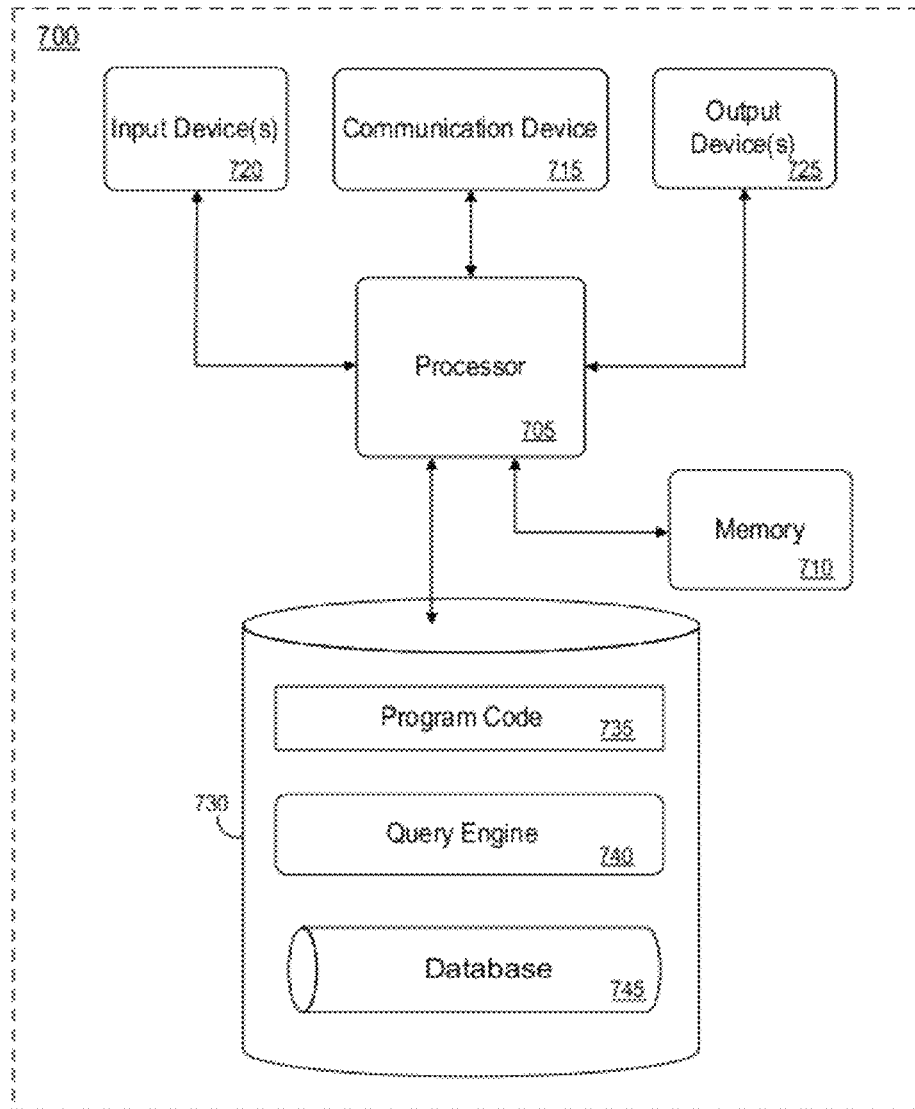 700
Input Device(s)
720
Communication Device
715
Output
Device(s)
725
Processor
705
Memory
710
Program Code
735
730
Query Engine
740
Database
745